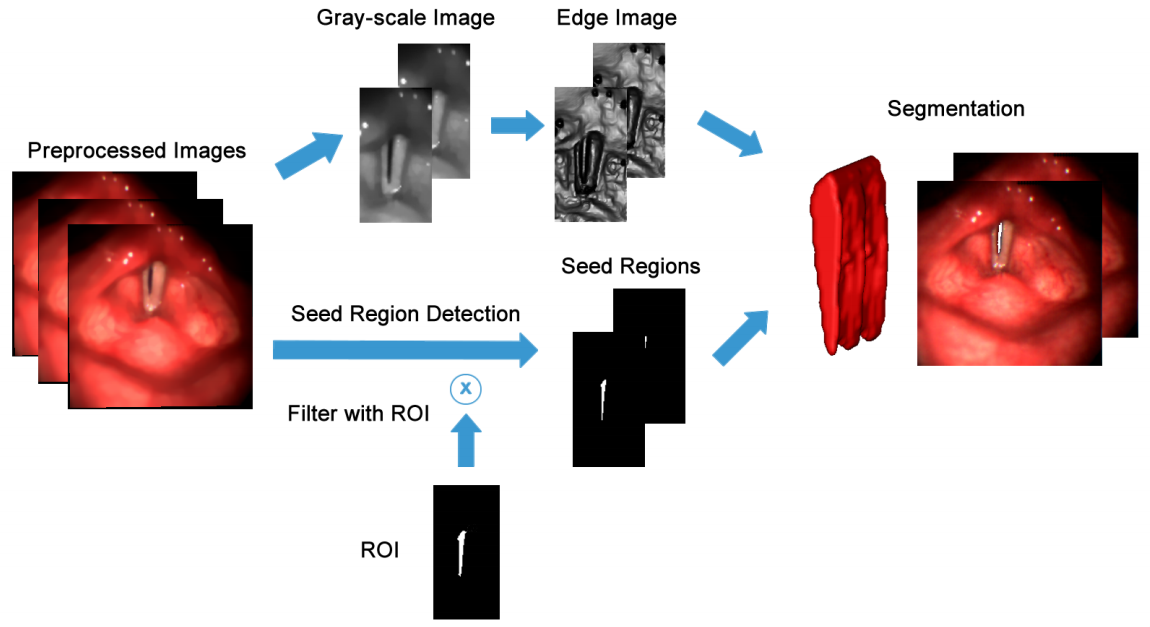 Gray-scale Image
Edge Image
Segmentation
Preprocessed Images
Seed Regions
Seed Region Detection
X
Filter with ROI
ROI